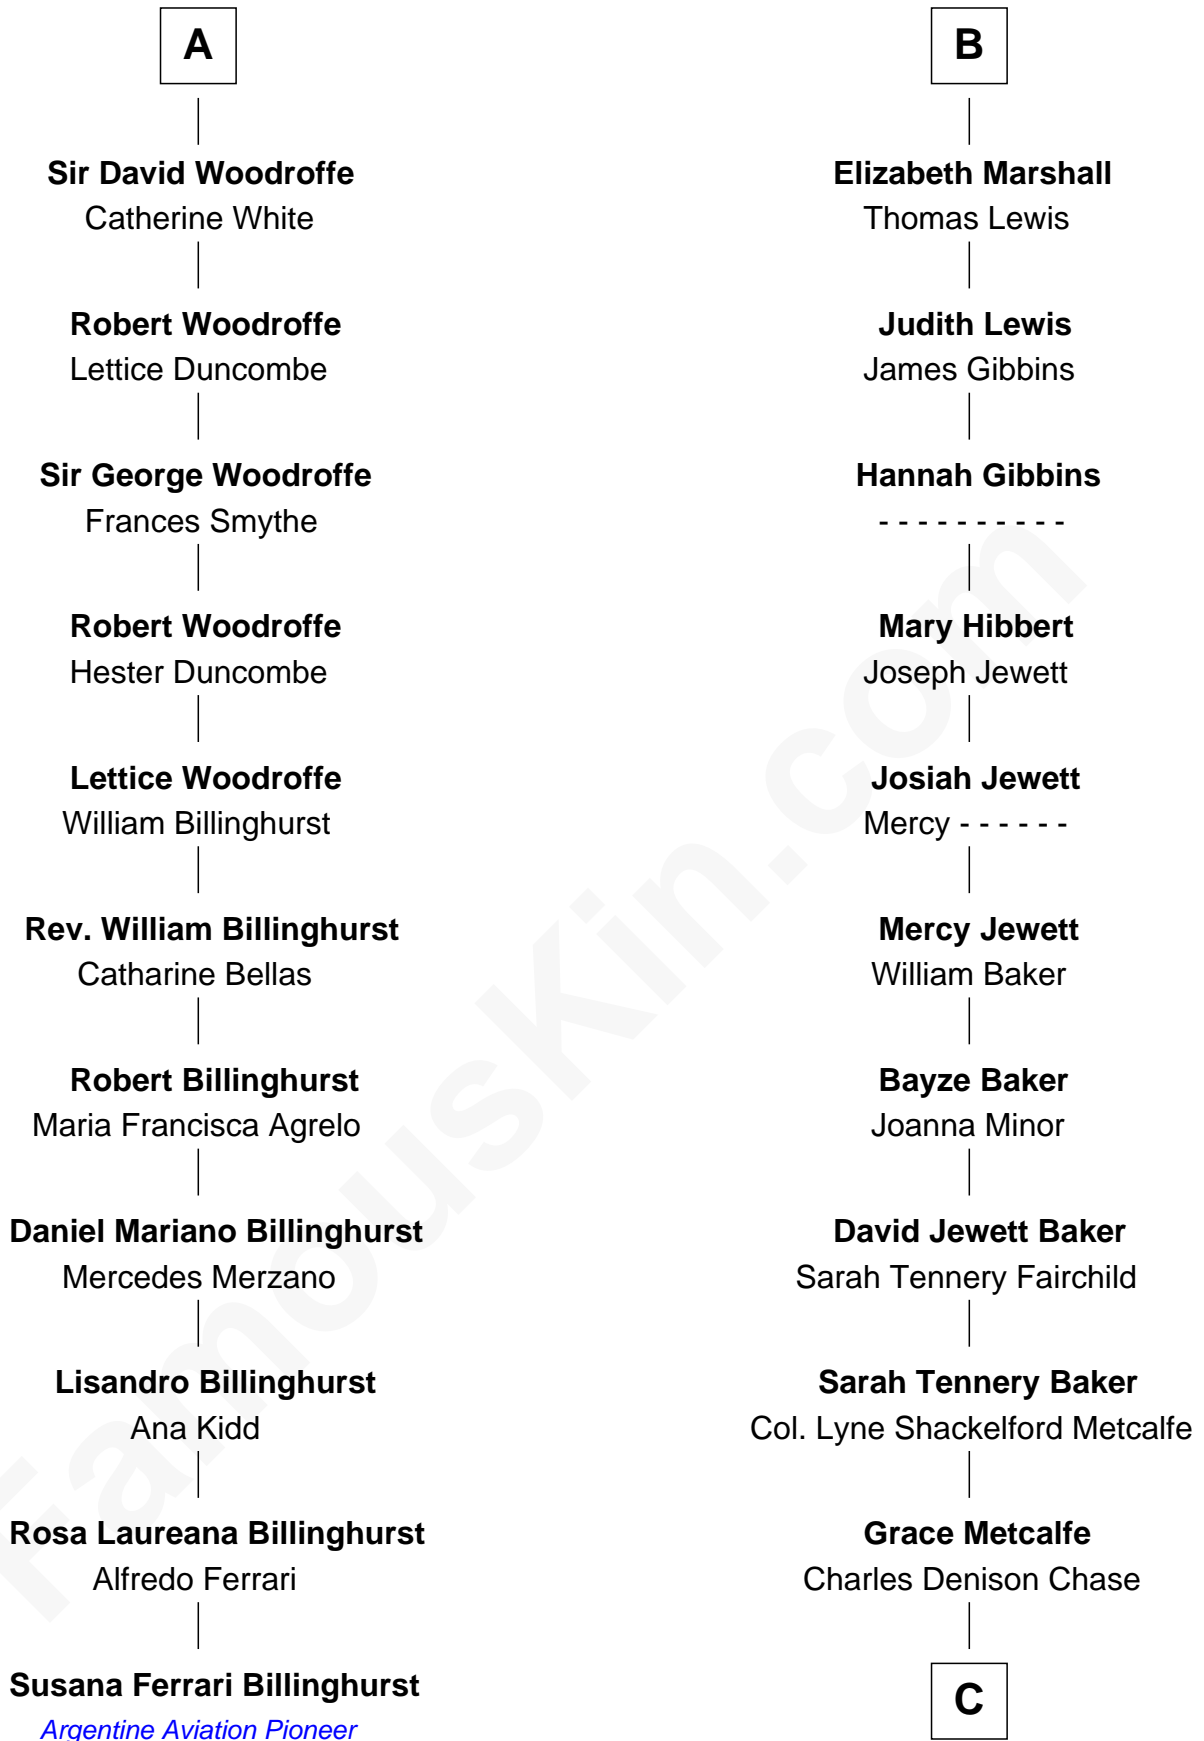 A
Sir David Woodroffe
Catherine White
Robert Woodroffe
Lettice Duncombe
Sir George Woodroffe
Frances Smythe
Robert Woodroffe
Hester Duncombe
Lettice Woodroffe
William Billinghurst
Rev. William Billinghurst
Catharine Bellas
Robert Billinghurst
Maria Francisca Agrelo
Daniel Mariano Billinghurst
Mercedes Merzano
Lisandro Billinghurst
Ana Kidd
Rosa Laureana Billinghurst
Alfredo Ferrari
Susana Ferrari Billinghurst
Argentine Aviation Pioneer
B
Elizabeth Marshall
Thomas Lewis
Judith Lewis
James Gibbins
Hannah Gibbins
- - - - - - - - - -
Mary Hibbert
Joseph Jewett
Josiah Jewett
Mercy - - - - - -
Mercy Jewett
William Baker
Bayze Baker
Joanna Minor
David Jewett Baker
Sarah Tennery Fairchild
Sarah Tennery Baker
Col. Lyne Shackelford Metcalfe
Grace Metcalfe
Charles Denison Chase
C
FamousKin.com